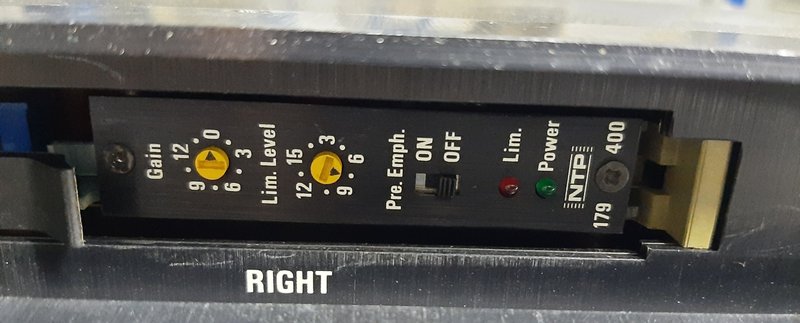 Gain
0
3
6
9
12
Lim. Level
3
6
9
12
15
Pre. Emph.
ON
OFF
Lim.
Power
NTP
179 400
RIGHT